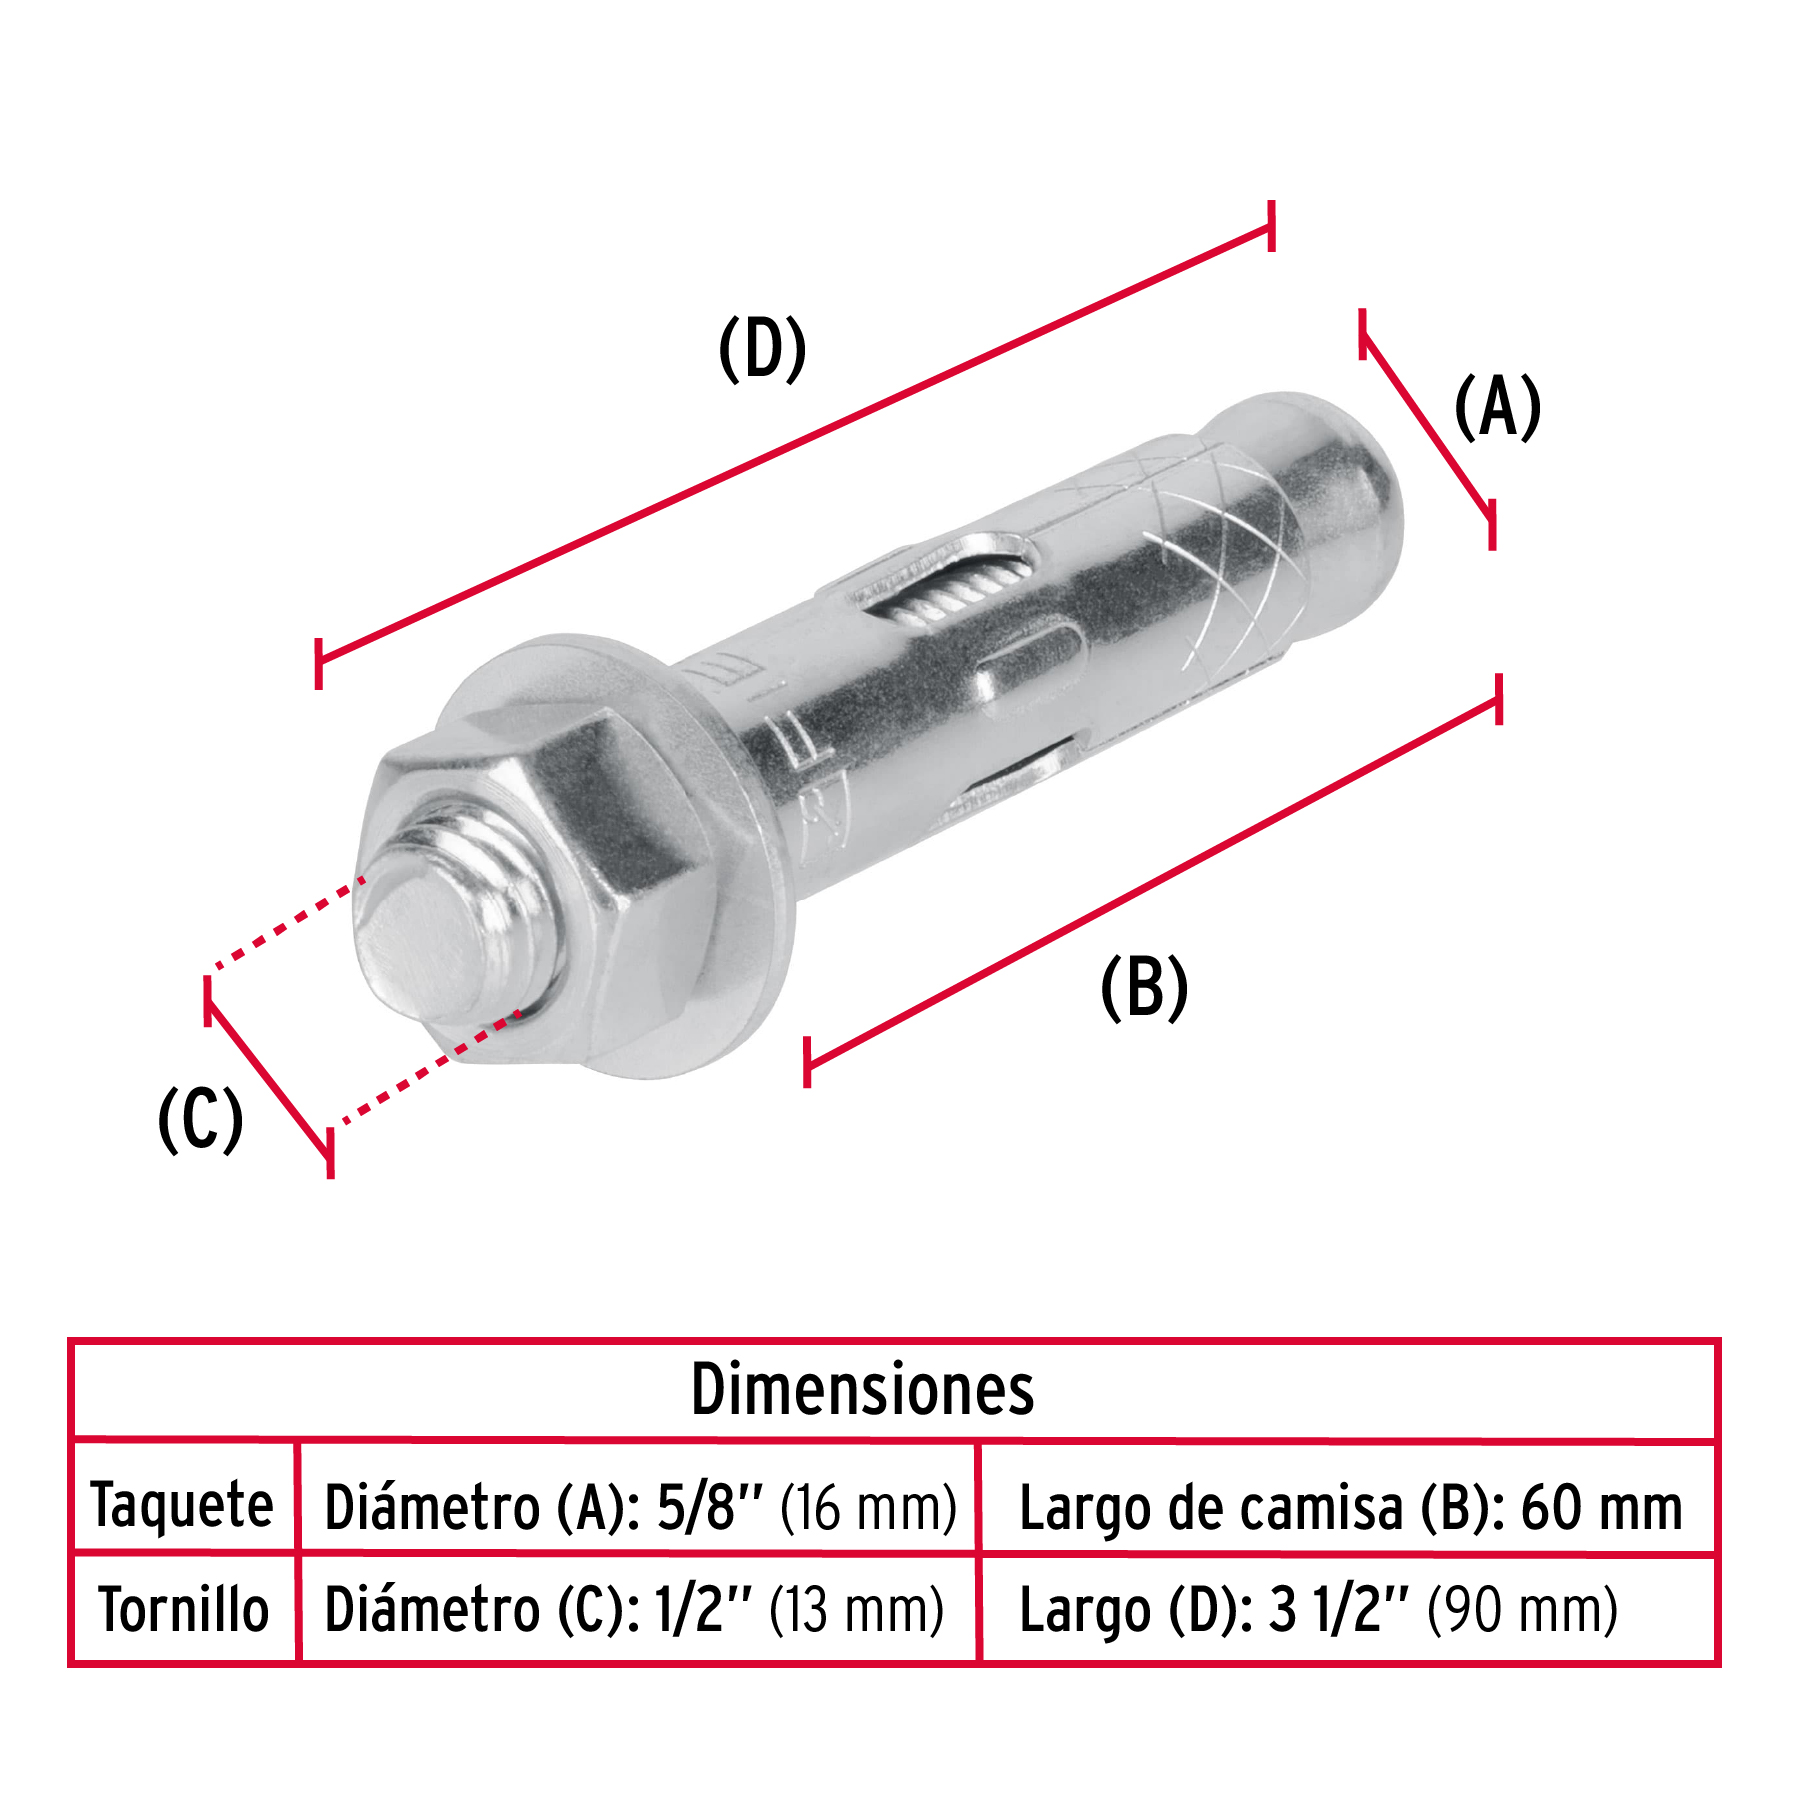 (D)
(A)
(B)
(C)
Dimensiones
Taquete Diámetro (A): 5/8" (16 mm) Largo de camisa (B): 60 mm
Tornillo Diámetro (C): 1/2" (13 mm) Largo (D): 3 1/2" (90 mm)